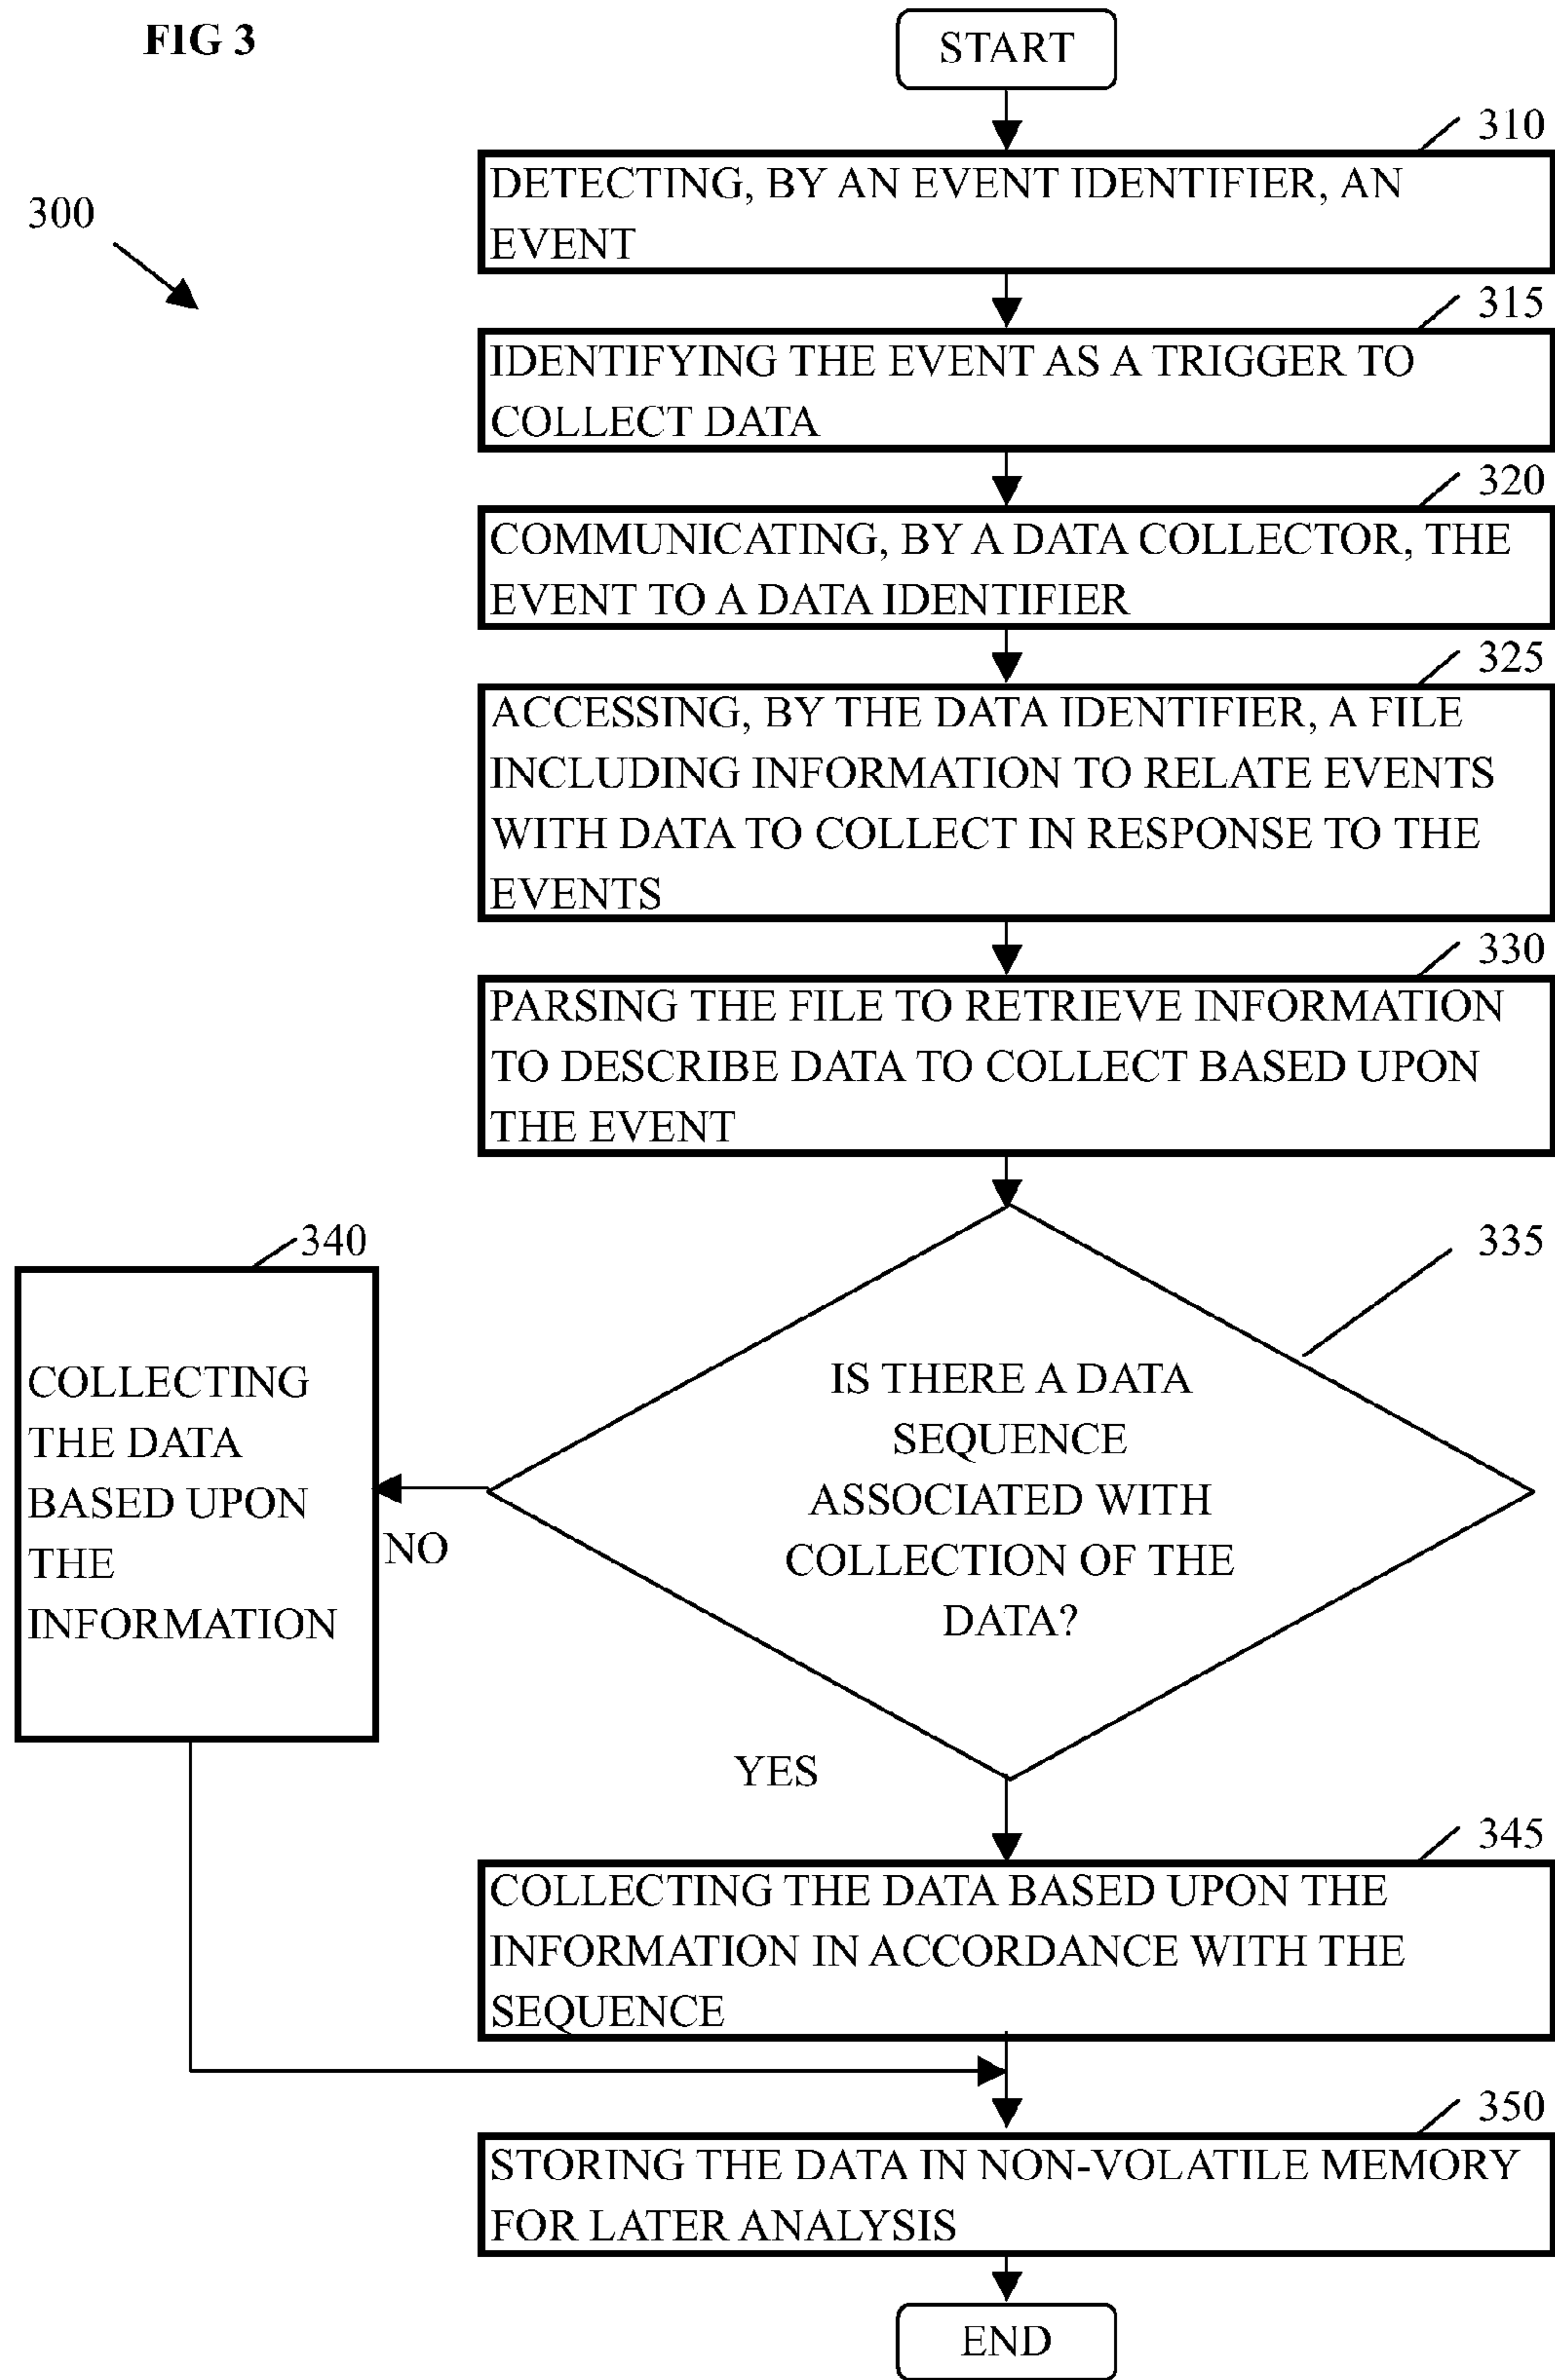 FIG 3
START
310
DETECTING, BY AN EVENT IDENTIFIER, AN
EVENT
300
315
IDENTIFYING THE EVENT AS A TRIGGER TO
COLLECT DATA
320
COMMUNICATING, BY A DATA COLLECTOR, THE
EVENT TO A DATA IDENTIFIER
325
ACCESSING, BY THE DATA IDENTIFIER, A FILE
INCLUDING INFORMATION TO RELATE EVENTS
WITH DATA TO COLLECT IN RESPONSE TO THE
EVENTS
330
PARSING THE FILE TO RETRIEVE INFORMATION
TO DESCRIBE DATA TO COLLECT BASED UPON
THE EVENT
335
IS THERE A DATA
SEQUENCE
ASSOCIATED WITH
COLLECTION OF THE
DATA?
340
COLLECTING
THE DATA
BASED UPON
THE
INFORMATION
NO
YES
345
COLLECTING THE DATA BASED UPON THE
INFORMATION IN ACCORDANCE WITH THE
SEQUENCE
350
STORING THE DATA IN NON-VOLATILE MEMORY
FOR LATER ANALYSIS
END